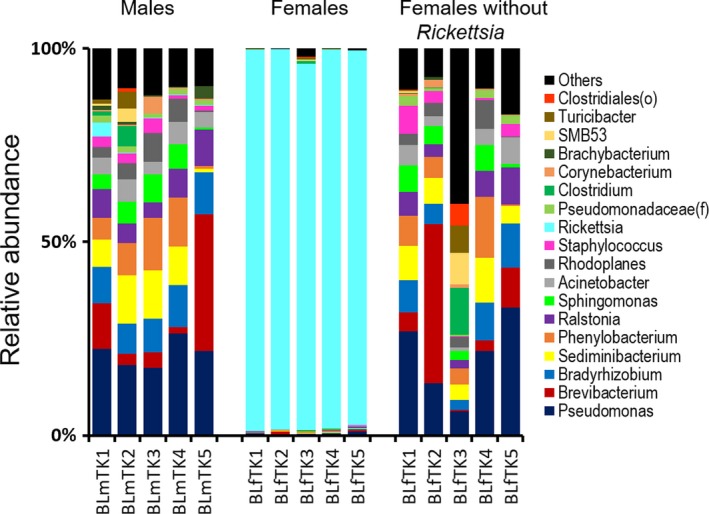 Males
Females
Females without
Rickettsia
Relative abundance
100%
50%
0%
Others
Clostridiales(o)
Turicibacter
SMB53
Brachybacterium
Corynebacterium
Clostridium
Pseudomonadaceae(f)
Rickettsia
Staphylococcus
Rhodoplanes
Acinetobacter
Sphingomonas
Ralstonia
Phenylobacterium
Sediminibacterium
Bradyrhizobium
Brevibacterium
Pseudomonas
BLmTK1
BLmTK2
BLmTK3
BLmTK4
BLmTK5
BLfTK1
BLfTK2
BLfTK3
BLfTK4
BLfTK5
BLfTK1
BLfTK2
BLfTK3
BLfTK4
BLfTK5